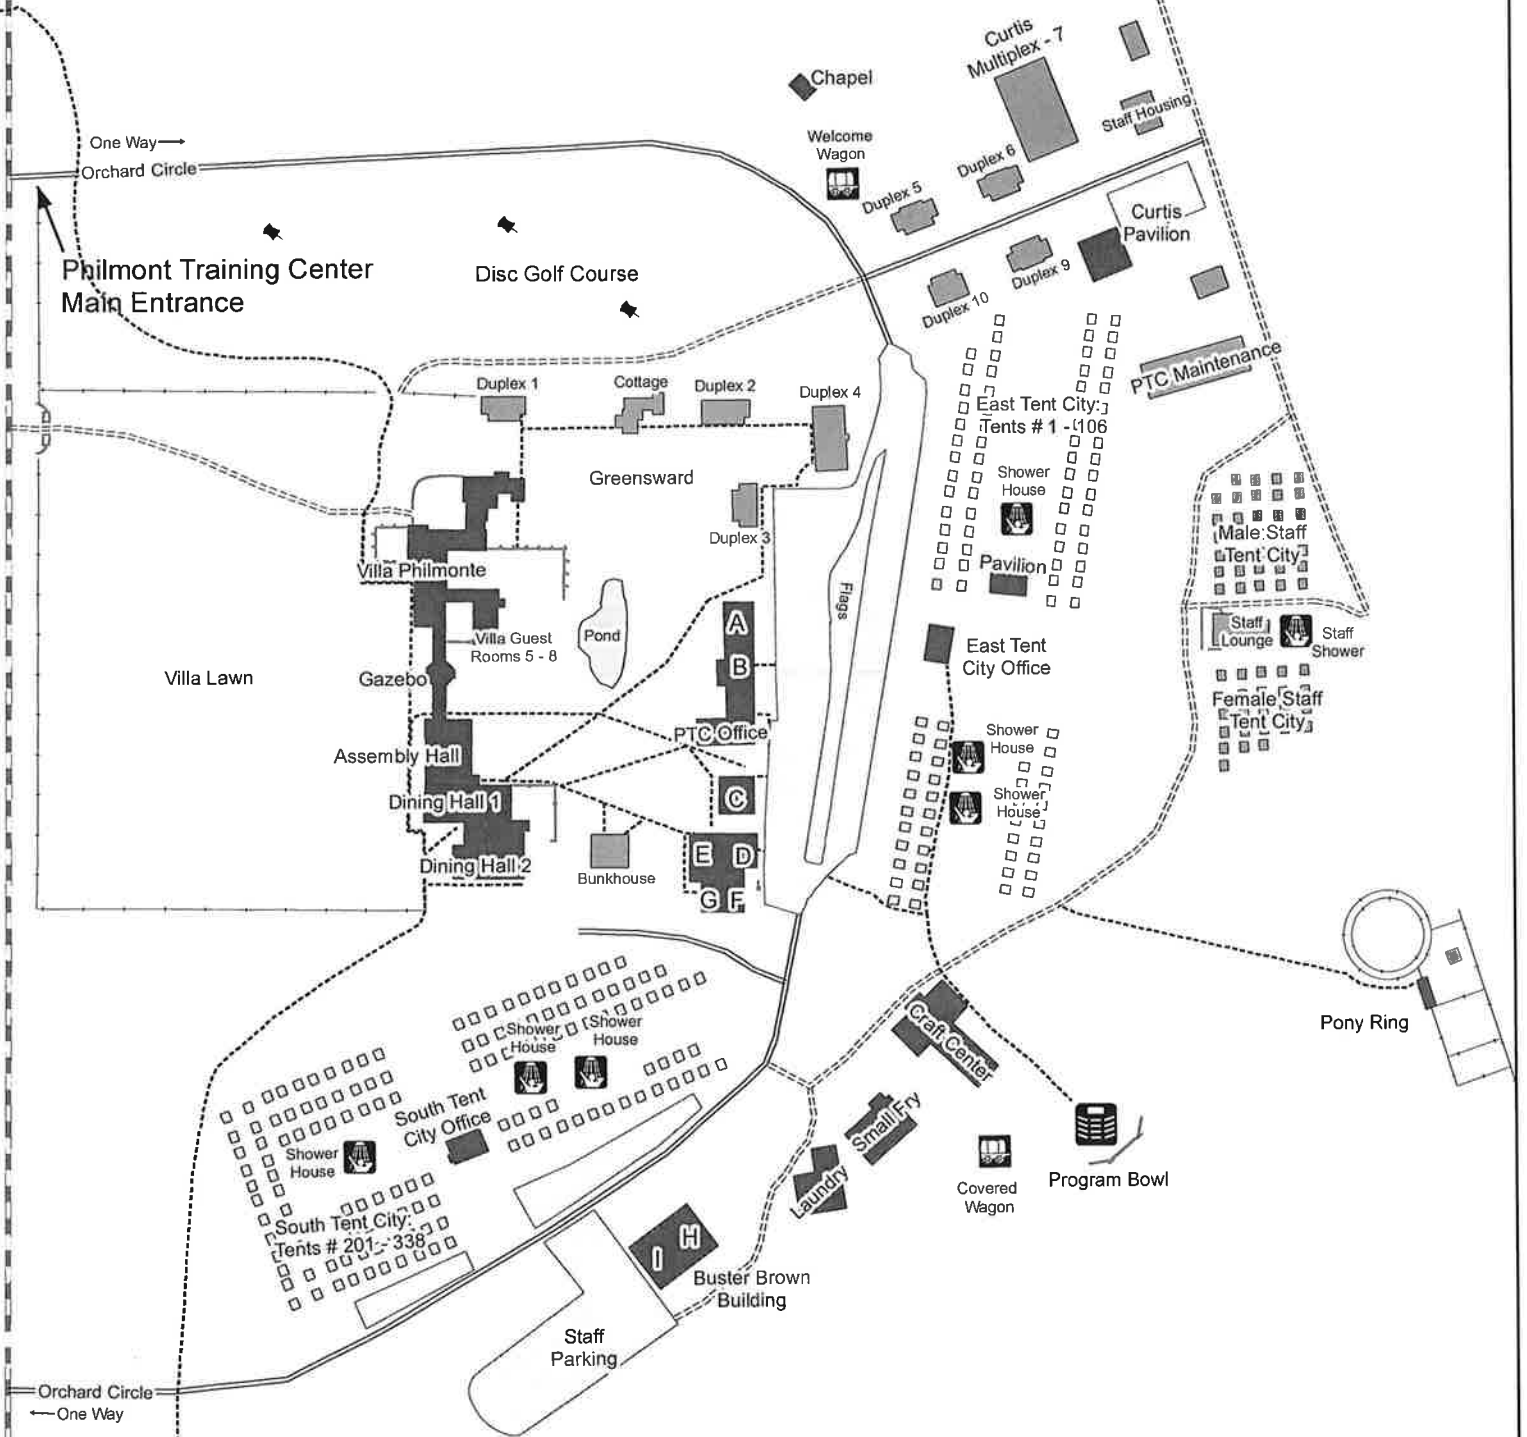 Curtis
Multiplex - 7
Chapel
Staff Housing
One Way
Welcome
Wagon
Orchard Circle
Duplex 6
Duplex 5
Curtis
Pavilion
Philmont Training Center
Main Entrance
Disc Golf Course
Duplex 9
Duplex 10
PTC Maintenance
Duplex 1
Cottage
Duplex 2
Duplex 4
East Tent City:
Tents # 1 - 106
Greensward
Shower
House
Duplex 3
Male Staff
Tent City
Pavilion
Villa Philmonte
Flags
A
Villa Guest
Rooms 5 - 8
Pond
Staff
Lounge
Staff
Shower
B
East Tent
City Office
Villa Lawn
Gazebo
Female Staff
Tent City
PTC Office
Shower
House
Assembly Hall
Dining Hall 1
C
Shower
House
Dining Hall 2
Bunkhouse
E
D
G
F
Pony Ring
Shower
House
Shower
House
Craft Center
South Tent
City Office
Small Fry
Shower
House
Laundry
Covered
Wagon
Program Bowl
South Tent City:
Tents # 201 - 338
I
H
Buster Brown
Building
Staff
Parking
Orchard Circle
One Way